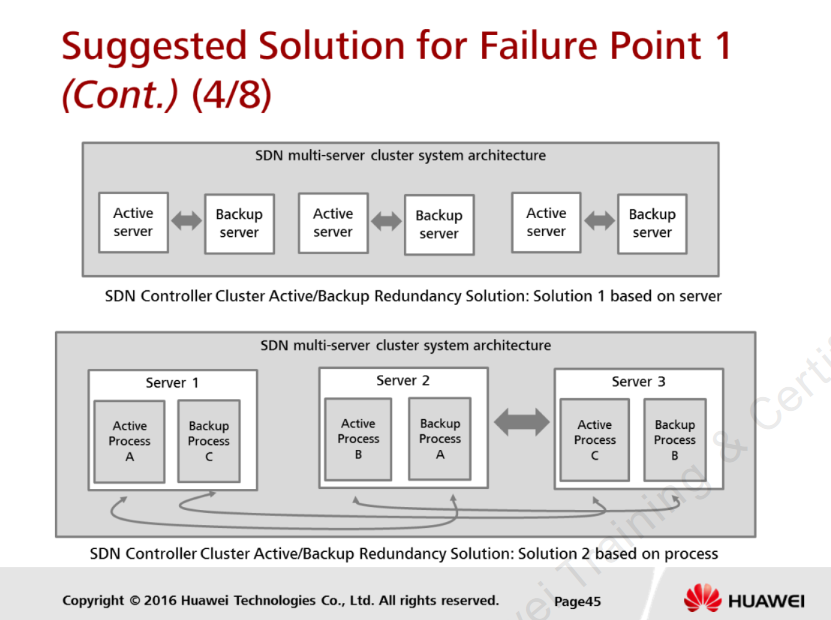 Suggested Solution for Failure Point 1
(Cont.) (4/8)
SDN multi-server cluster system architecture
Active
server
Backup
server
Active
server
Backup
server
Active
server
Backup
server
SDN Controller Cluster Active/Backup Redundancy Solution: Solution 1 based on server
SDN multi-server cluster system architecture
Server 1
Active
Process
A
Backup
Process
C
Server 2
Active
Process
B
Backup
Process
A
Server 3
Active
Process
C
Backup
Process
B
SDN Controller Cluster Active/Backup Redundancy Solution: Solution 2 based on process
Training &
Copyright © 2016 Huawei Technologies Co., Ltd. All rights reserved.
Page45
HUAWEI